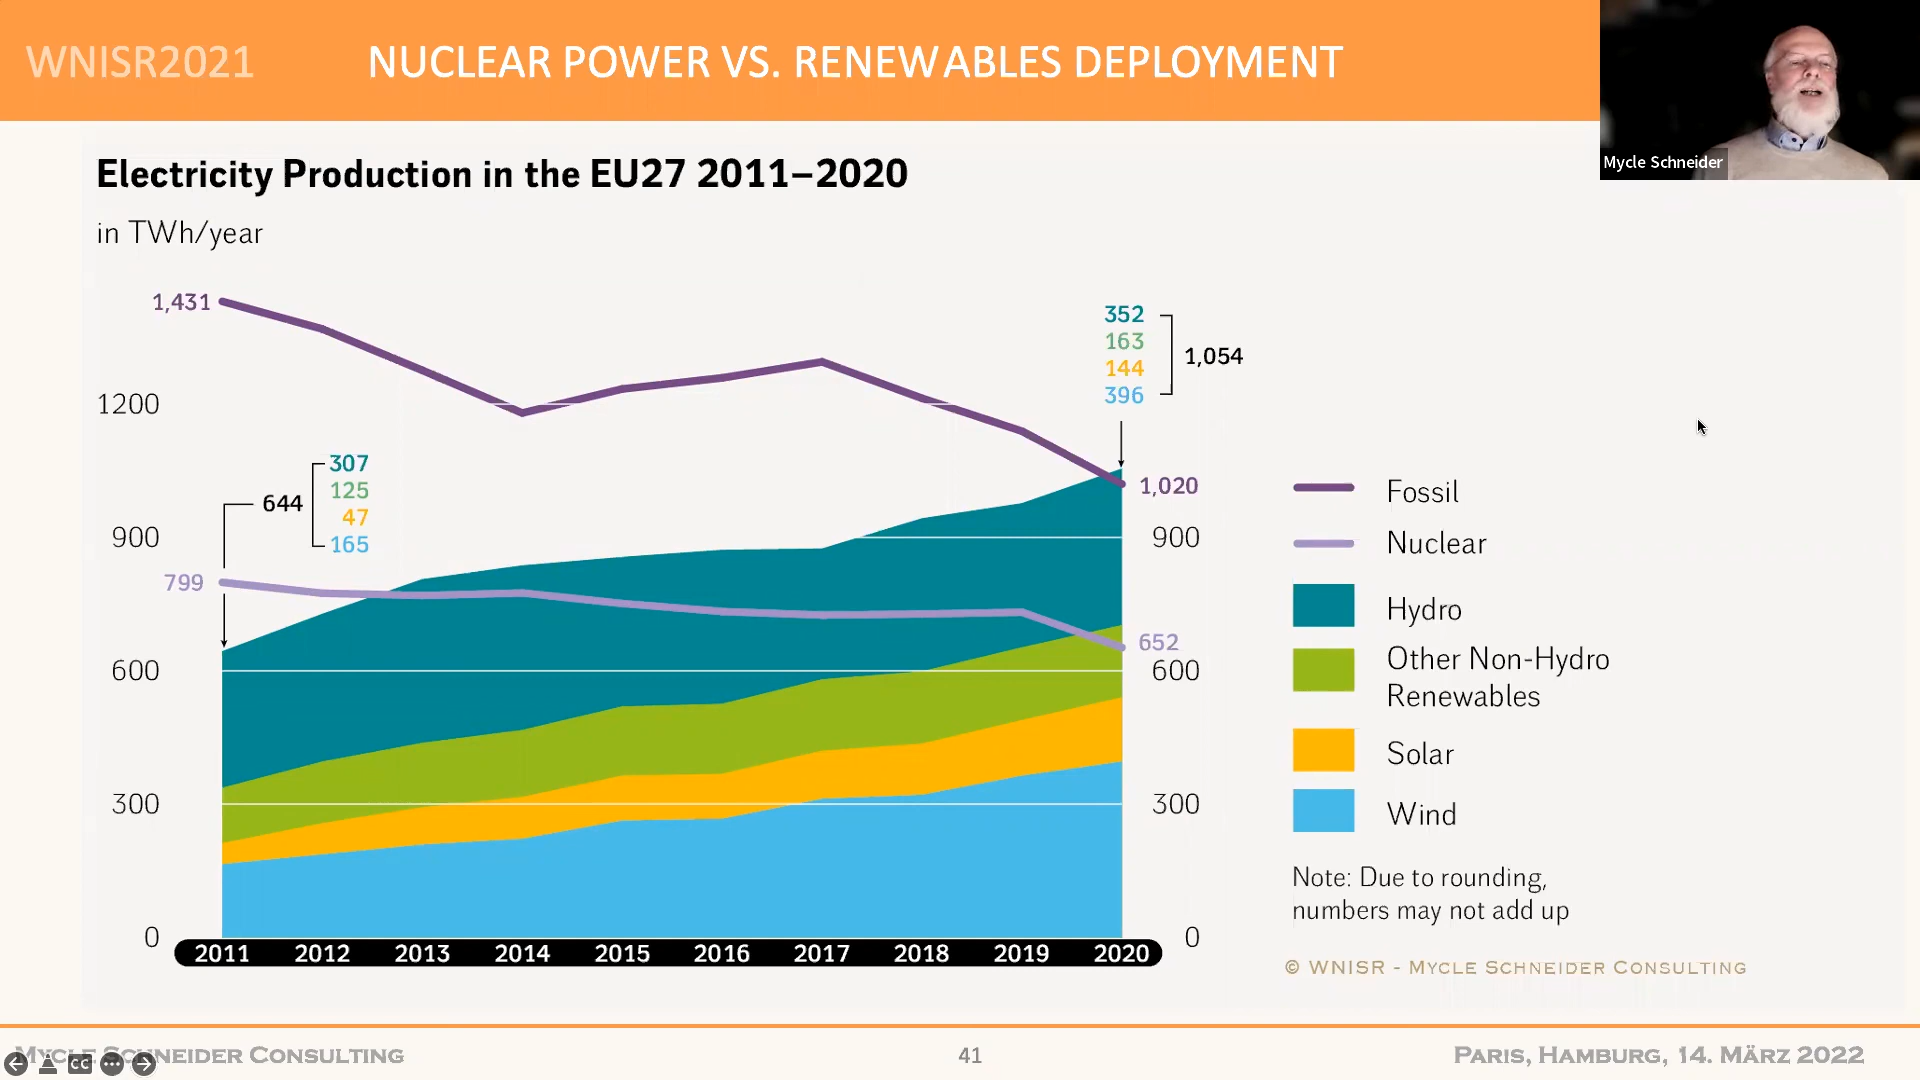 WNISR2021
NUCLEAR POWER VS. RENEWABLES DEPLOYMENT
Mycle Schneider
Electricity Production in the EU27 2011–2020
in TWh/year
1,431
1200
900
799
600
300
0
644
307
125
47
165
352
163
144
396
1,054
1,020
900
652
600
300
0
2011 2012 2013 2014 2015 2016 2017 2018 2019 2020
Fossil
Nuclear
Hydro
Other Non-Hydro
Renewables
Solar
Wind
Note: Due to rounding,
numbers may not add up
© WNISR - MYCLE SCHNEIDER CONSULTING
MYCLE SCHNEIDER CONSULTING
CC
41
PARIS, HAMBURG, 14. MÄRZ 2022